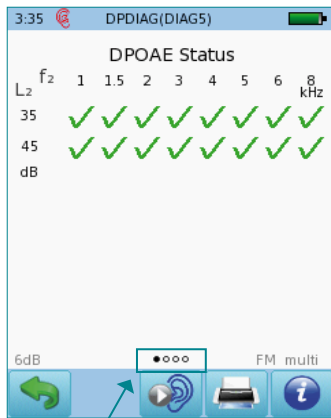 3:35 DPDIAG(DIAG5)
DPOAE Status
L₂ f₂ 1 1.5 2 3 4 5 6 8 kHz
35
45
dB
6dB FM multi